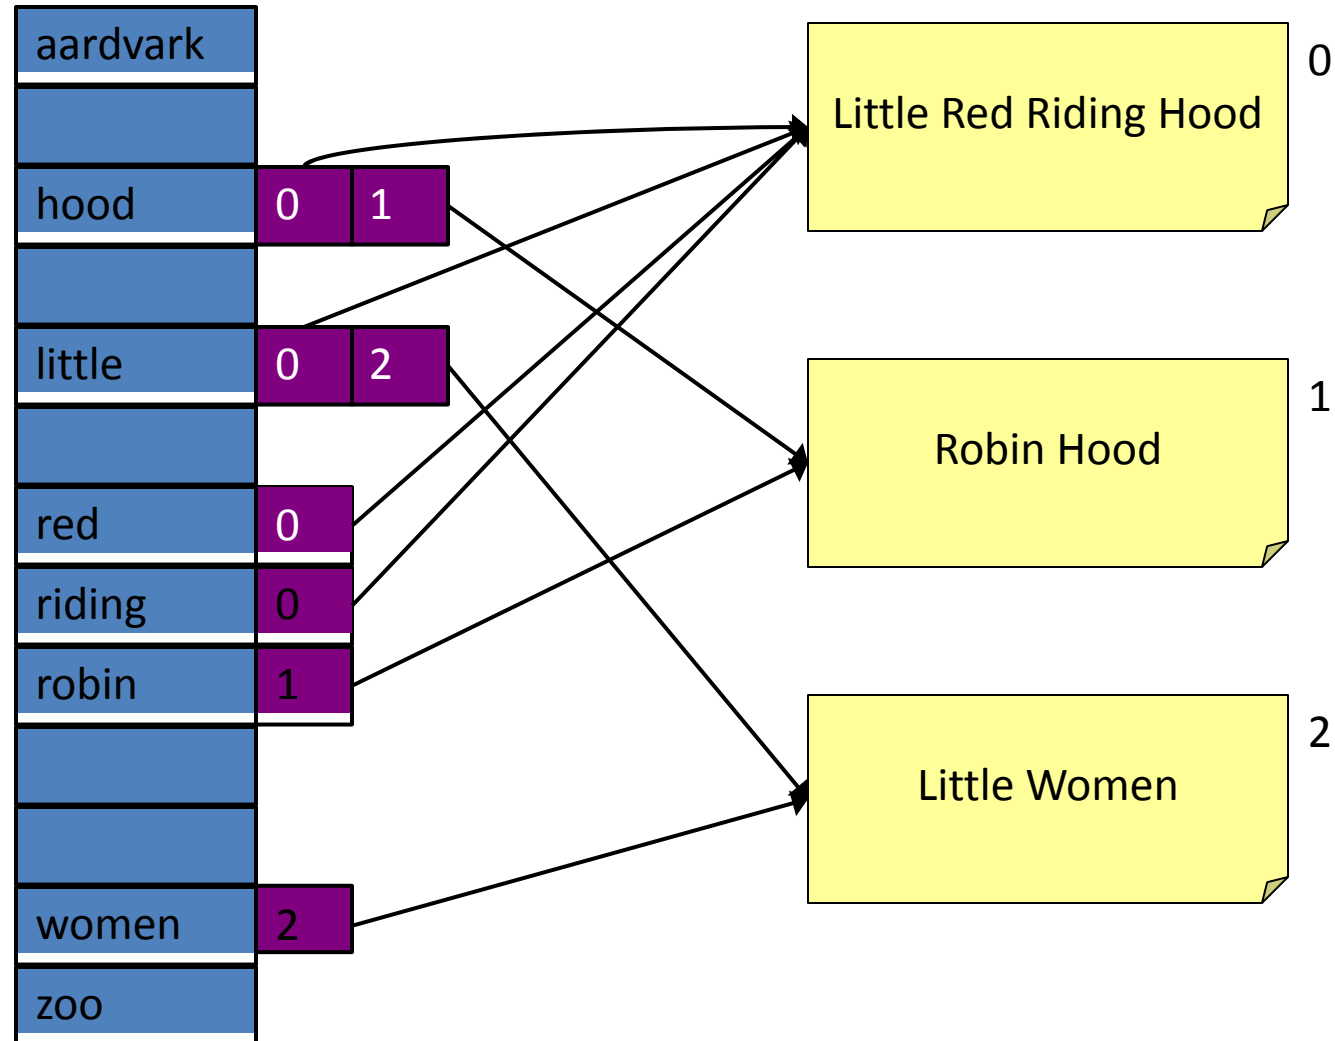 aardvark
hood 0 1
little 0 2
red 0
riding 0
robin 1
women 2
zoo
Little Red Riding Hood 0
Robin Hood 1
Little Women 2